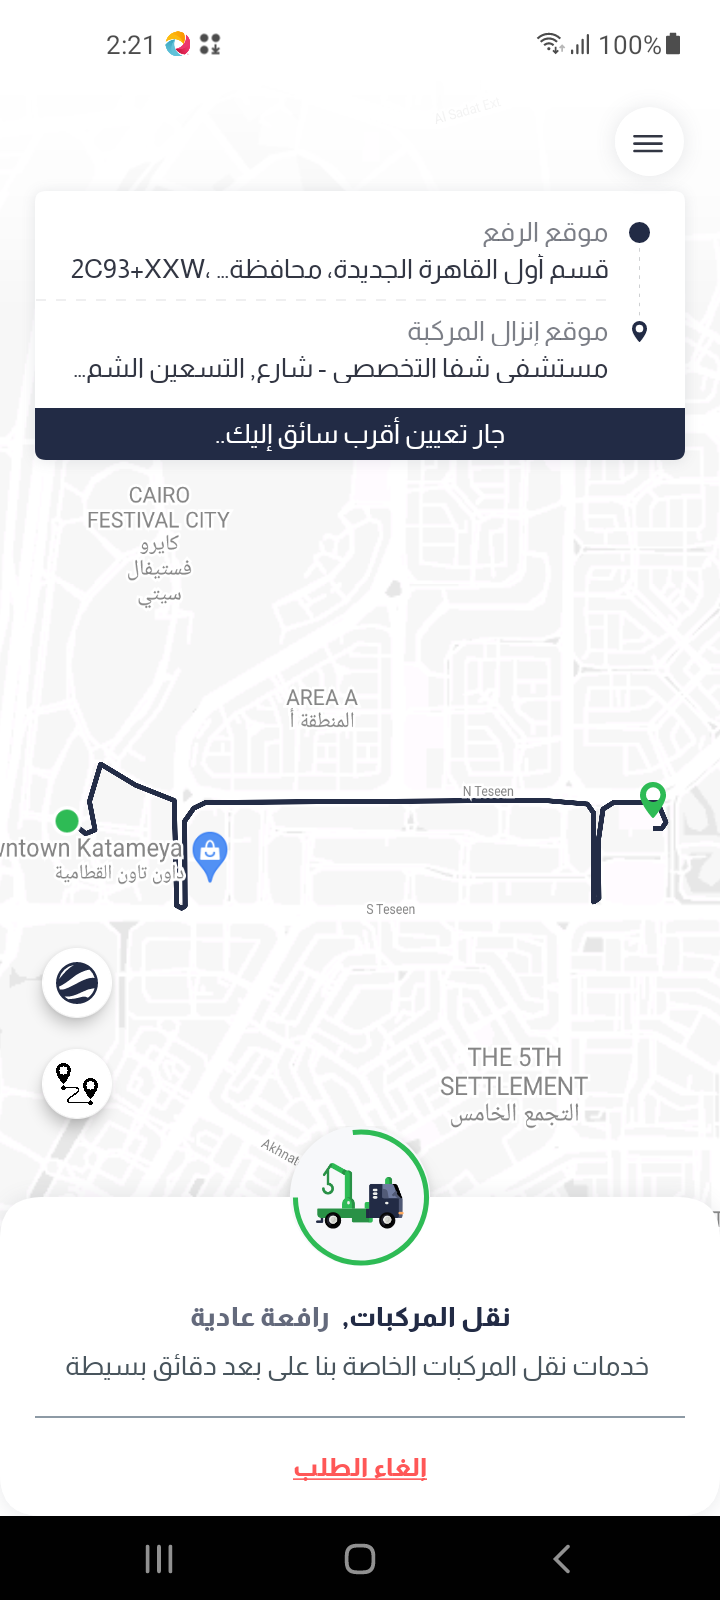 2:21
100%
Al Sadat Ext
موقع الرفع
2C93+XXW، قسم أول القاهرة الجديدة، محافظة...
موقع إنزال المركبة
مستشفى شفا التخصصى - شارع, التسعين الشم...
جار تعيين أقرب سائق إليك..
CAIRO
FESTIVAL CITY
كايرو
فستيفال
سيتي
AREA A
المنطقة أ
N Teseen
wntown Katameya
داون تاون القطامية
S Teseen
THE 5TH
SETTLEMENT
التجمع الخامس
Akhnat
نقل المركبات, رافعة عادية
خدمات نقل المركبات الخاصة بنا على بعد دقائق بسيطة
إلغاء الطلب